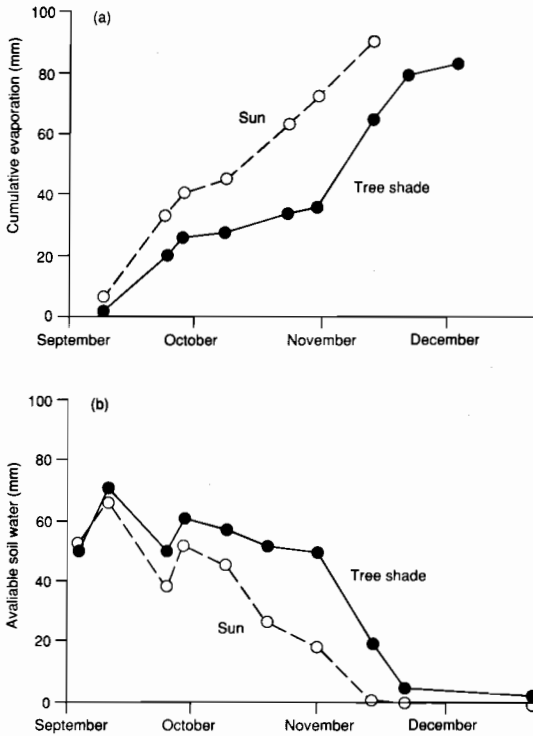 (a)
100
80
60
40
20
0
Cumulative evaporation (mm)
Sun
Tree shade
September October November December
(b)
100
80
60
40
20
0
Avaliable soil water (mm)
Tree shade
Sun
September October November December